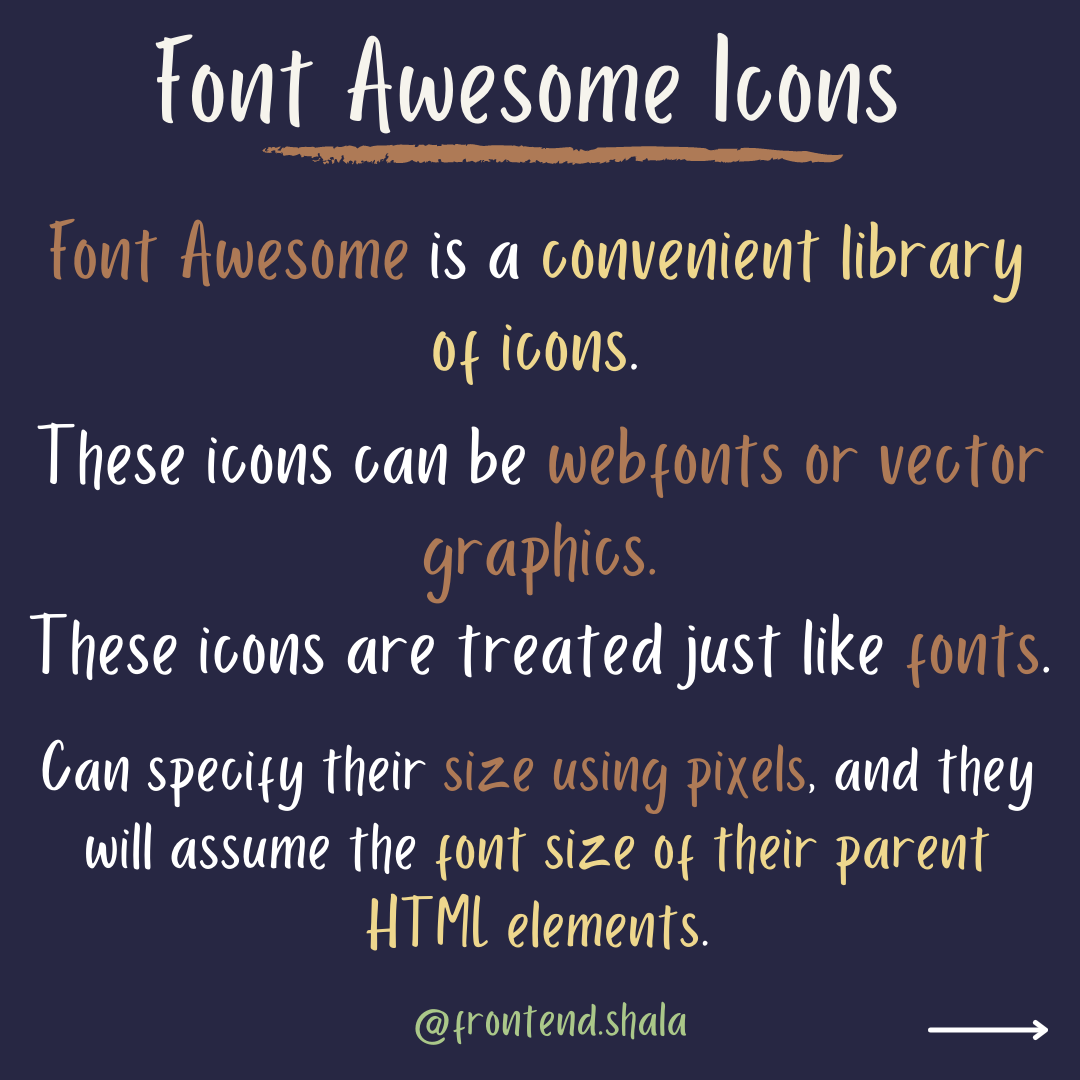 Font Awesome Icons
Font Awesome is a convenient library
of icons.
These icons can be webfonts or vector
graphics.
These icons are treated just like fonts.
Can specify their size using pixels, and they
will assume the font size of their parent
HTML elements.
@frontend.shala